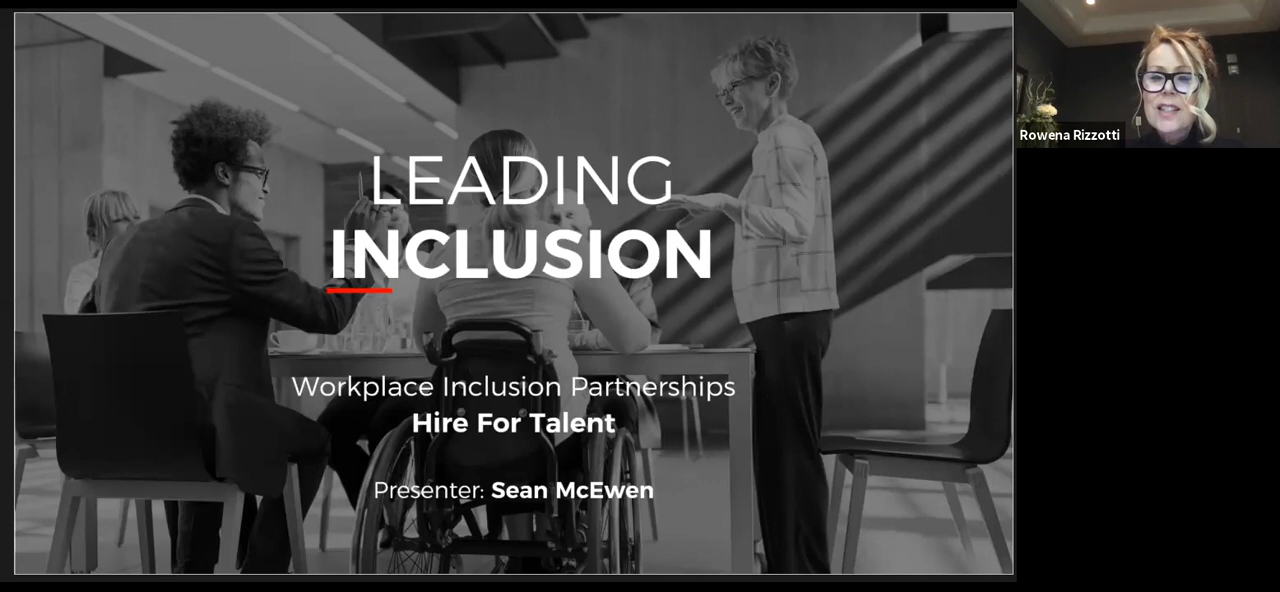 LEADING
INCLUSION
Workplace Inclusion Partnerships
Hire For Talent
Presenter: Sean McEwen
Rowena Rizzotti